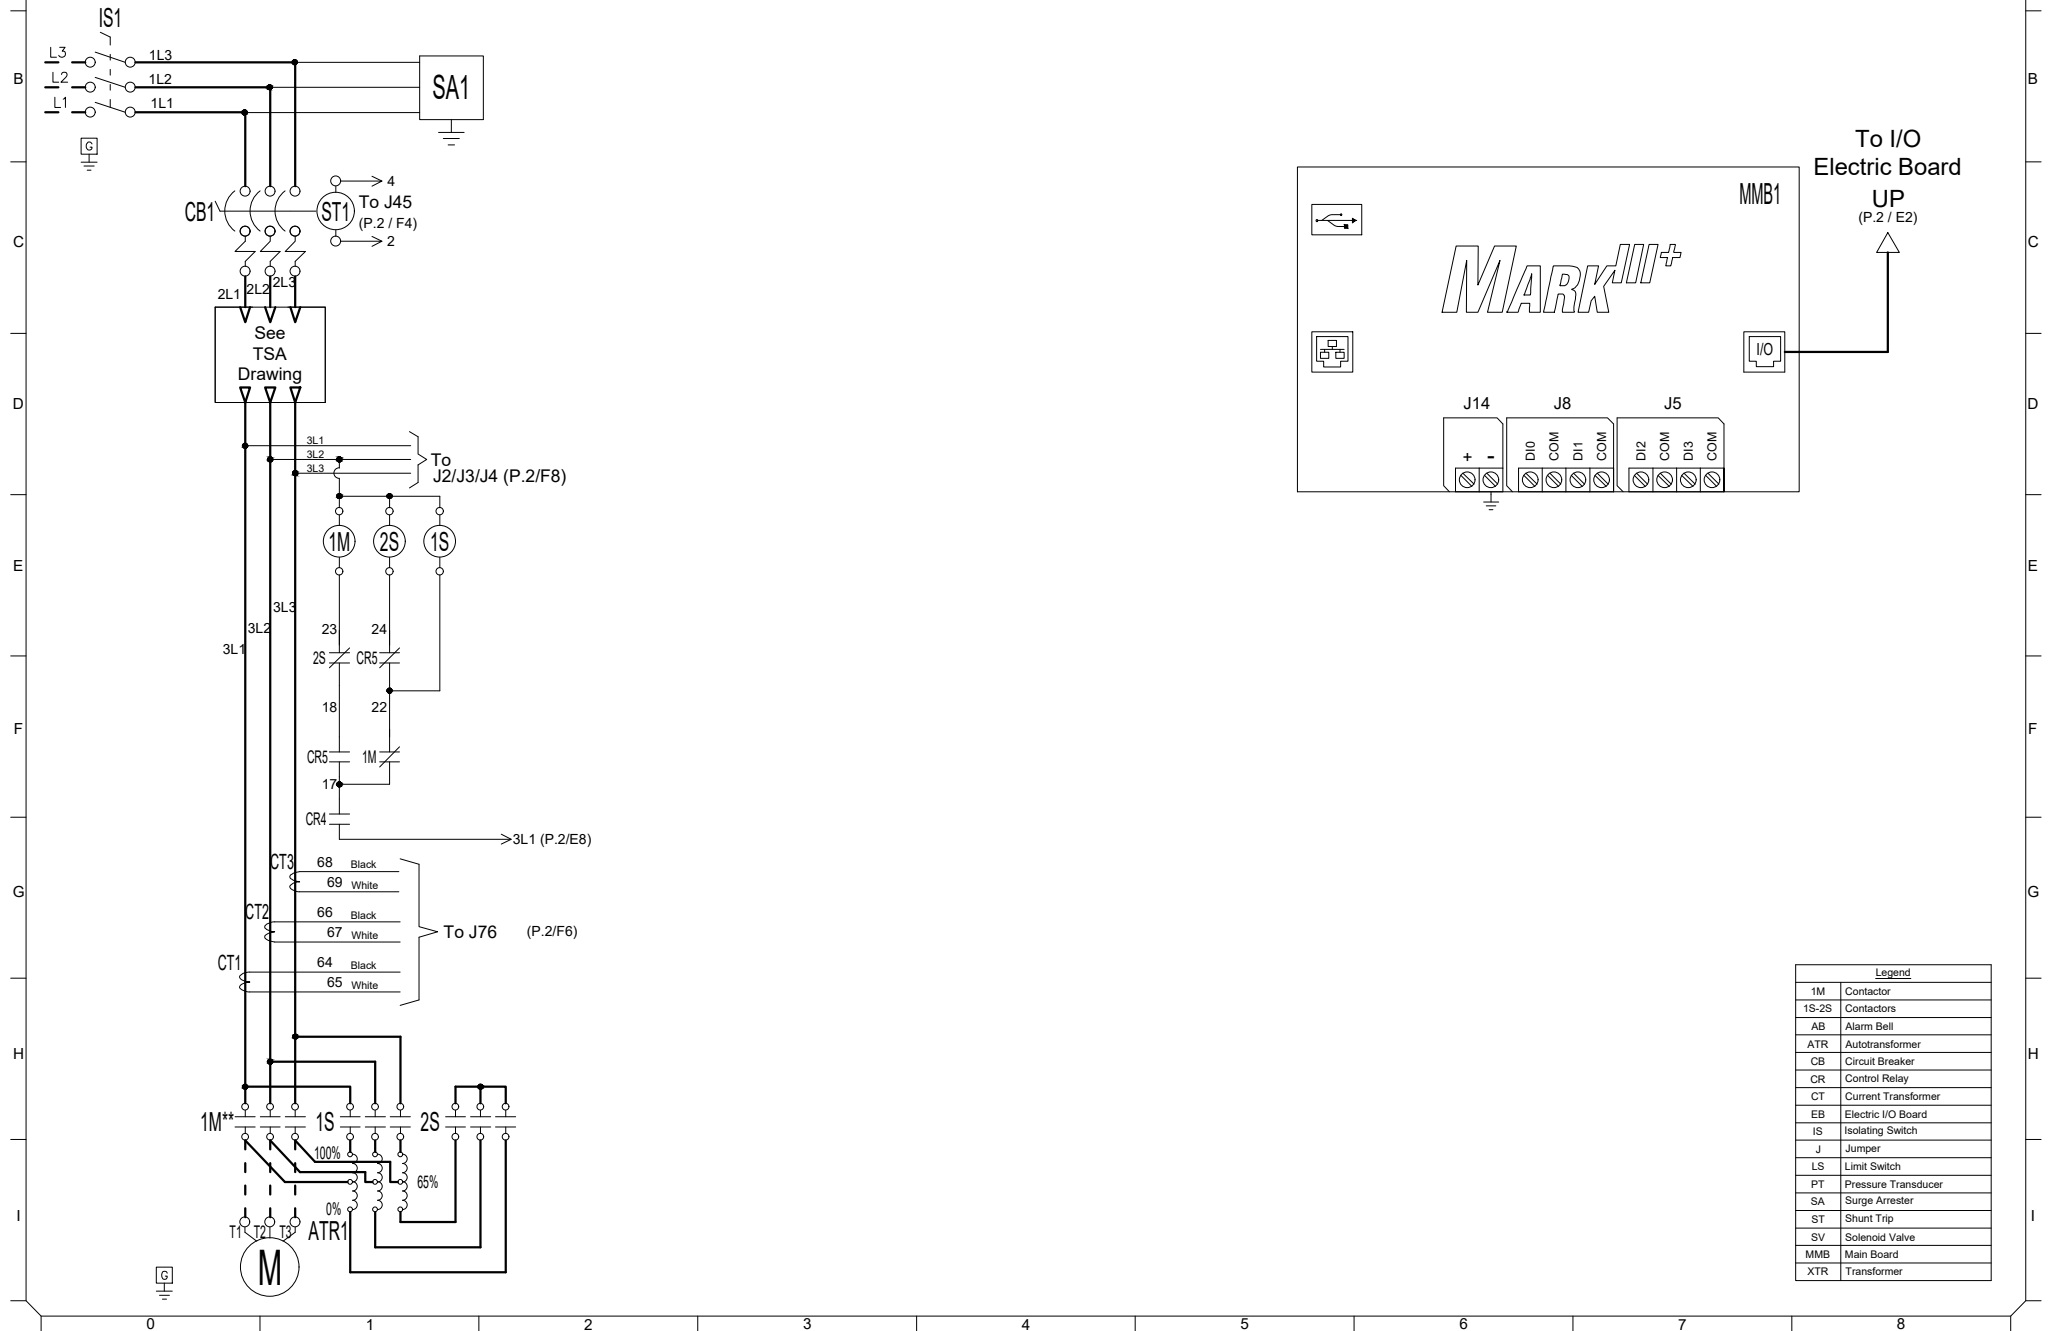 IS1
L3 1L3
B SA1 B
L2 1L2
L1 1L1
G
To I/O
Electric Board
UP
(P.2 / E2)
MMB1
4
CB1 ST1 To J45
(P.2 / F4)
2
C MARK III+ C
2L1 2L2 2L3
See
TSA
Drawing
I/O
D J14 J8 J5 D
+ - DI0 COM DI1 COM DI2 COM DI3 COM
3L1
3L2
3L3
To
J2/J3/J4 (P.2/F8)
1M 2S 1S
E E
3L3
3L2
3L1
23 24
2S CR5
18 22
F F
CR5 1M
17
CR4
3L1 (P.2/E8)
CT3 68 Black
69 White
G G
CT2 66 Black
67 White
To J76 (P.2/F6)
CT1 64 Black
65 White
Legend
1M Contactor
1S-2S Contactors
AB Alarm Bell
ATR Autotransformer
CB Circuit Breaker
CR Control Relay
CT Current Transformer
EB Electric I/O Board
IS Isolating Switch
J Jumper
LS Limit Switch
PT Pressure Transducer
SA Surge Arrester
ST Shunt Trip
SV Solenoid Valve
MMB Main Board
XTR Transformer
H H
1M** 1S 2S
100%
65%
0%
I I
T1 T2 T3 ATR1
M
G
0 1 2 3 4 5 6 7 8